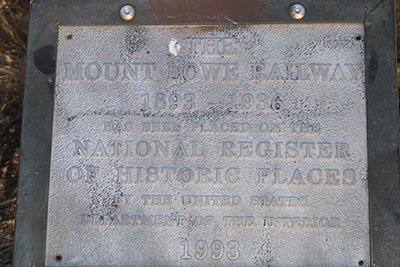 THE
MOUNT LOWE RAILWAY
1893 - 1936
HAS BEEN PLACED ON THE
NATIONAL REGISTER
OF HISTORIC PLACES
BY THE UNITED STATES
DEPARTMENT OF THE INTERIOR
1993